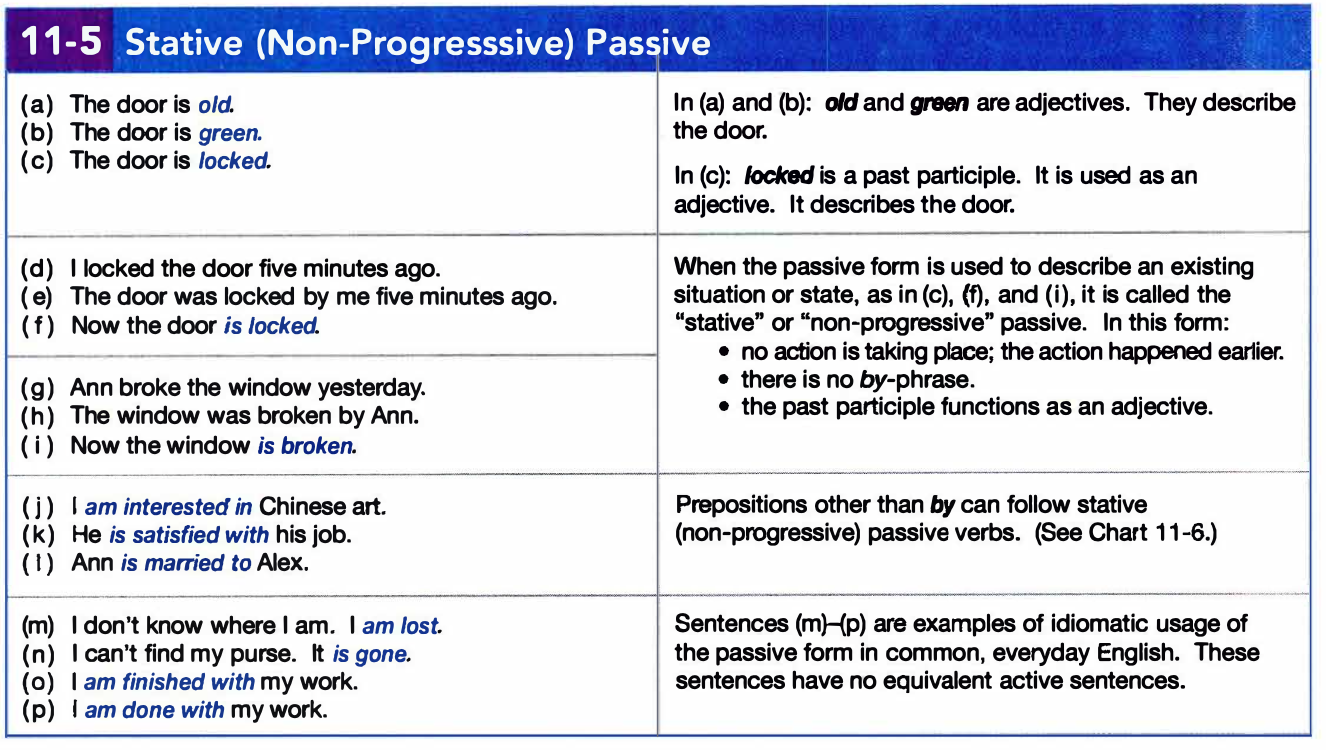 11-5 Stative (Non-Progresssive) Passive
(a) The door is old.
(b) The door is green.
(c) The door is locked.
In (a) and (b): old and green are adjectives. They describe
the door.
In (c): locked is a past participle. It is used as an
adjective. It describes the door.
(d) I locked the door five minutes ago.
(e) The door was locked by me five minutes ago.
(f) Now the door is locked.
(g) Ann broke the window yesterday.
(h) The window was broken by Ann.
(i) Now the window is broken.
When the passive form is used to describe an existing
situation or state, as in (c), (f), and (i), it is called the
“stative” or “non-progressive” passive. In this form:
• no action is taking place; the action happened earlier.
• there is no by-phrase.
• the past participle functions as an adjective.
(j) I am interested in Chinese art.
(k) He is satisfied with his job.
(l) Ann is married to Alex.
Prepositions other than by can follow stative
(non-progressive) passive verbs. (See Chart 11-6.)
(m) I don't know where I am. I am lost.
(n) I can't find my purse. It is gone.
(o) I am finished with my work.
(p) I am done with my work.
Sentences (m)–(p) are examples of idiomatic usage of
the passive form in common, everyday English. These
sentences have no equivalent active sentences.